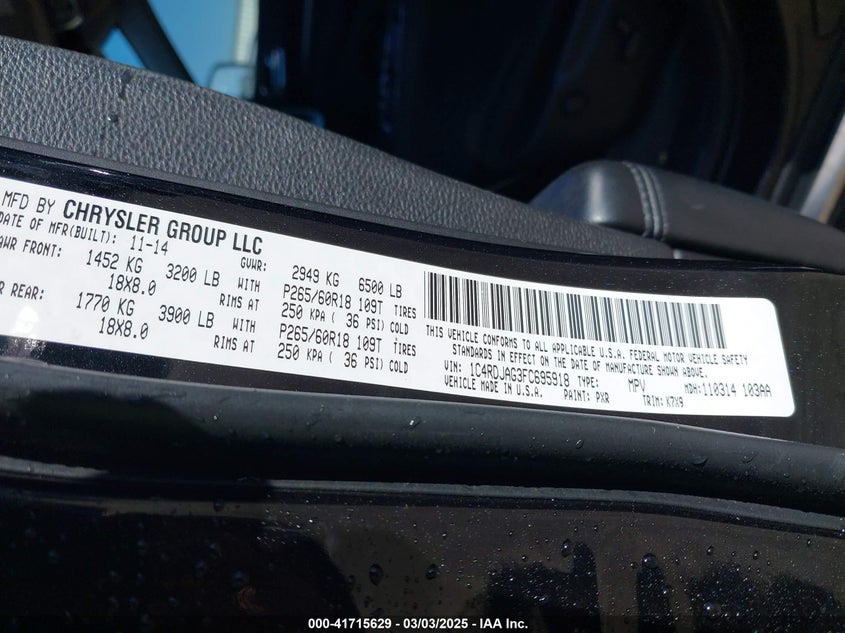 MFD BY CHRYSLER GROUP LLC
DATE OF MFR(BUILT): 11-14 GVWR: 2949 KG 6500 LB
FRONT: 1452 KG 3200 LB WITH P265/60R18 109T TIRES
18X8.0 RIMS AT 250 KPA ( 36 PSI) COLD
REAR: 1770 KG 3900 LB WITH P265/60R18 109T TIRES
18X8.0 RIMS AT 250 KPA ( 36 PSI) COLD
THIS VEHICLE CONFORMS TO ALL APPLICABLE U.S.A. FEDERAL MOTOR VEHICLE SAFETY
STANDARDS IN EFFECT ON THE DATE OF MANUFACTURE SHOWN ABOVE.
VIN: 1C4RDJAG3FC695918 TYPE: MPV MDH:110314 103AA
VEHICLE MADE IN U.S.A. PAINT: PXR TRIM: K7X9
000-41715629 - 03/03/2025 - IAA Inc.